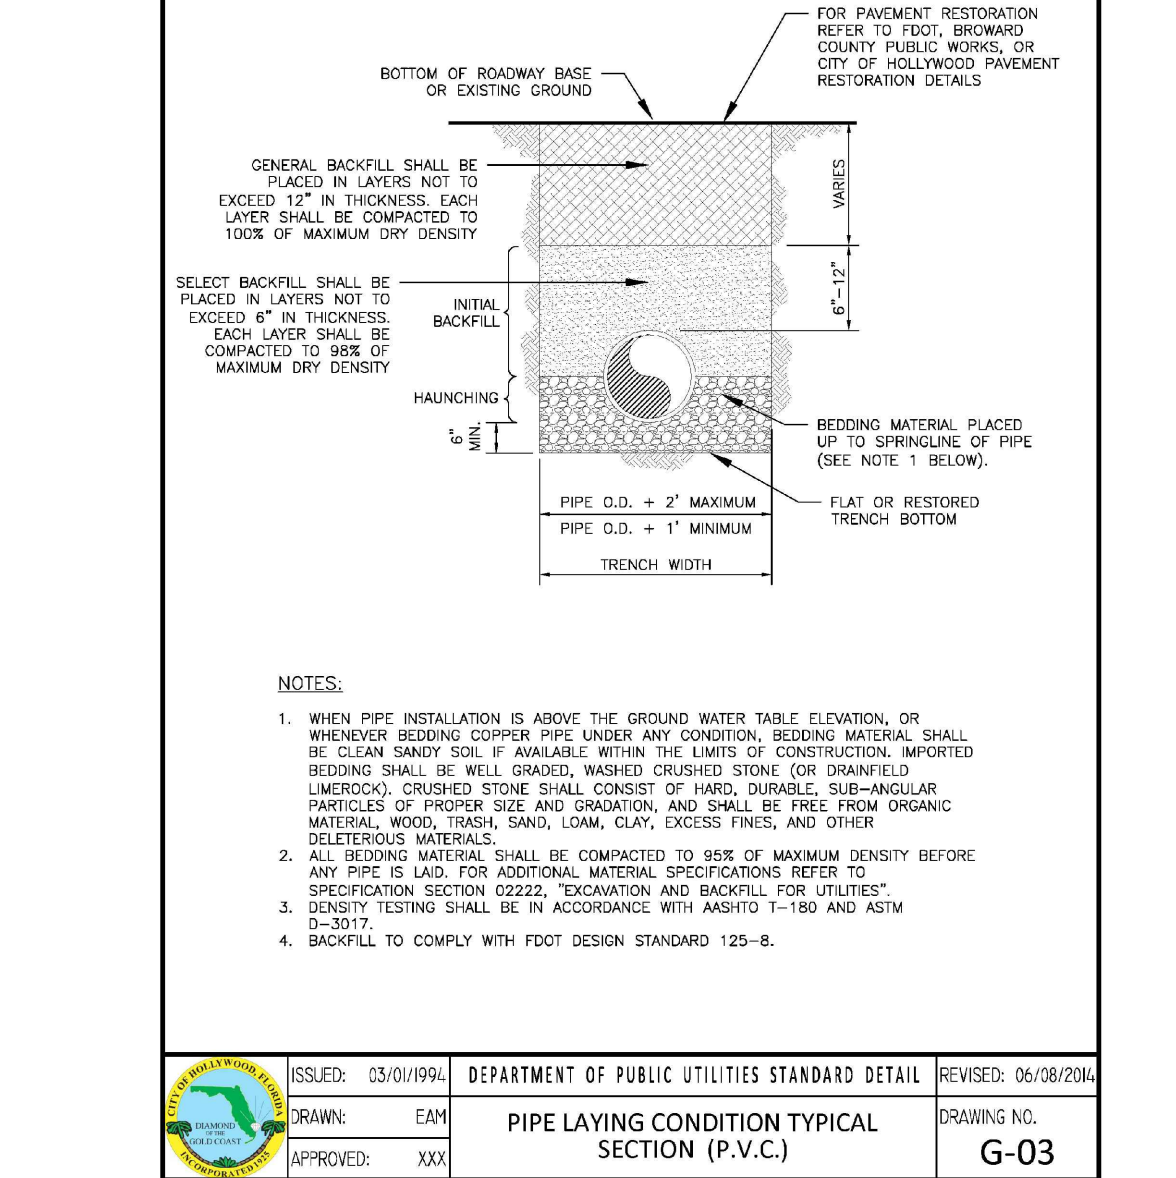 FOR PAVEMENT RESTORATION
REFER TO FDOT, BROWARD
COUNTY PUBLIC WORKS, OR
CITY OF HOLLYWOOD PAVEMENT
RESTORATION DETAILS
BOTTOM OF ROADWAY BASE
OR EXISTING GROUND
GENERAL BACKFILL SHALL BE
PLACED IN LAYERS NOT TO
EXCEED 12" IN THICKNESS. EACH
LAYER SHALL BE COMPACTED TO
100% OF MAXIMUM DRY DENSITY
VARIES
SELECT BACKFILL SHALL BE
PLACED IN LAYERS NOT TO
EXCEED 6" IN THICKNESS.
EACH LAYER SHALL BE
COMPACTED TO 98% OF
MAXIMUM DRY DENSITY
INITIAL
BACKFILL
6"-12"
HAUNCHING
6"
MIN.
BEDDING MATERIAL PLACED
UP TO SPRINGLINE OF PIPE
(SEE NOTE 1 BELOW).
FLAT OR RESTORED
TRENCH BOTTOM
PIPE O.D. + 2' MAXIMUM
PIPE O.D. + 1' MINIMUM
TRENCH WIDTH
NOTES:
1. WHEN PIPE INSTALLATION IS ABOVE THE GROUND WATER TABLE ELEVATION, OR
WHENEVER BEDDING COPPER PIPE UNDER ANY CONDITION, BEDDING MATERIAL SHALL
BE CLEAN SANDY SOIL IF AVAILABLE WITHIN THE LIMITS OF CONSTRUCTION. IMPORTED
BEDDING SHALL BE WELL GRADED, WASHED CRUSHED STONE (OR DRAINFIELD
LIMEROCK). CRUSHED STONE SHALL CONSIST OF HARD, DURABLE, SUB-ANGULAR
PARTICLES OF PROPER SIZE AND GRADATION, AND SHALL BE FREE FROM ORGANIC
MATERIAL, WOOD, TRASH, SAND, LOAM, CLAY, EXCESS FINES, AND OTHER
DELETERIOUS MATERIALS.
2. ALL BEDDING MATERIAL SHALL BE COMPACTED TO 95% OF MAXIMUM DENSITY BEFORE
ANY PIPE IS LAID. FOR ADDITIONAL MATERIAL SPECIFICATIONS REFER TO
SPECIFICATION SECTION 02222, "EXCAVATION AND BACKFILL FOR UTILITIES".
3. DENSITY TESTING SHALL BE IN ACCORDANCE WITH AASHTO T-180 AND ASTM
D-3017.
4. BACKFILL TO COMPLY WITH FDOT DESIGN STANDARD 125-8.
CITY OF HOLLYWOOD, FLORIDA
DIAMOND
OF THE
GOLD COAST
INCORPORATED 1925
ISSUED: 03/01/1994
DRAWN: EAM
APPROVED: XXX
DEPARTMENT OF PUBLIC UTILITIES STANDARD DETAIL
PIPE LAYING CONDITION TYPICAL
SECTION (P.V.C.)
REVISED: 06/08/2014
DRAWING NO.
G-03